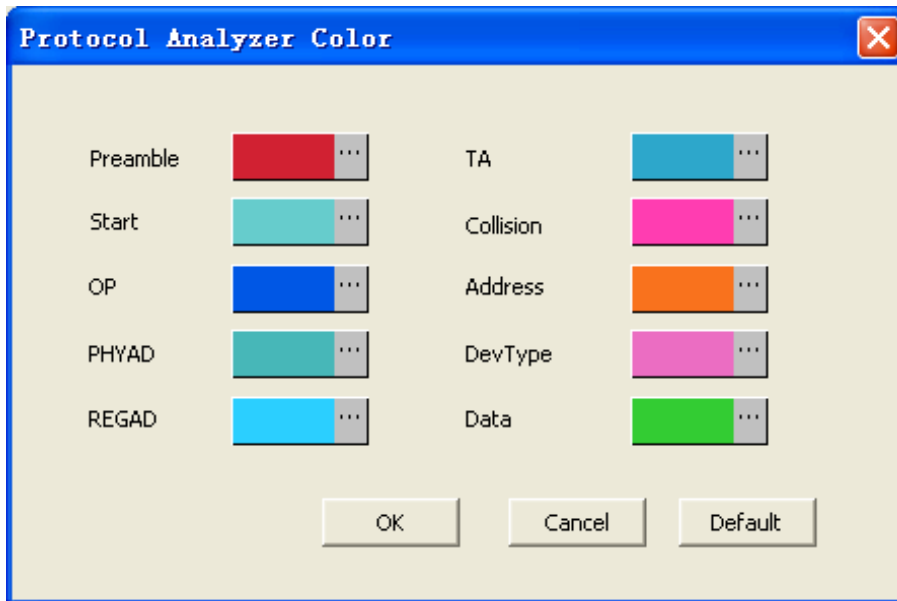 Protocol Analyzer Color
Preamble ... TA ...
Start ... Collision ...
OP ... Address ...
PHYAD ... DevType ...
REGAD ... Data ...
OK Cancel Default